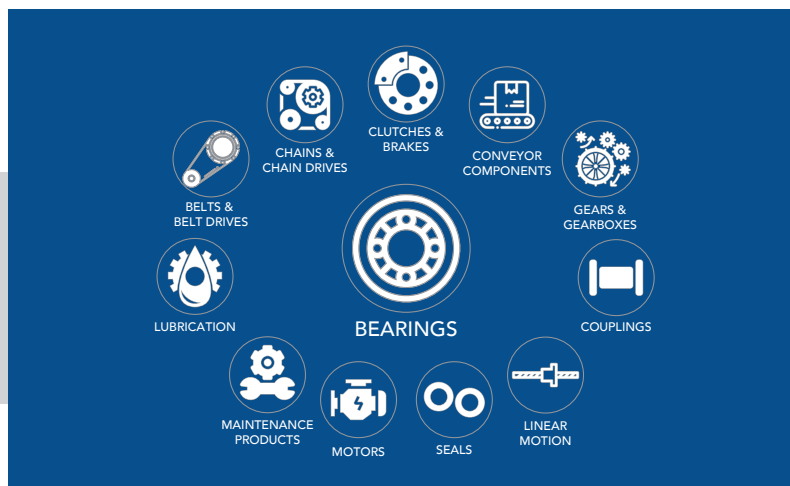 CLUTCHES &
BRAKES
CHAINS &
CHAIN DRIVES
CONVEYOR
COMPONENTS
BELTS &
BELT DRIVES
GEARS &
GEARBOXES
LUBRICATION
BEARINGS
COUPLINGS
MAINTENANCE
PRODUCTS
MOTORS
SEALS
LINEAR
MOTION